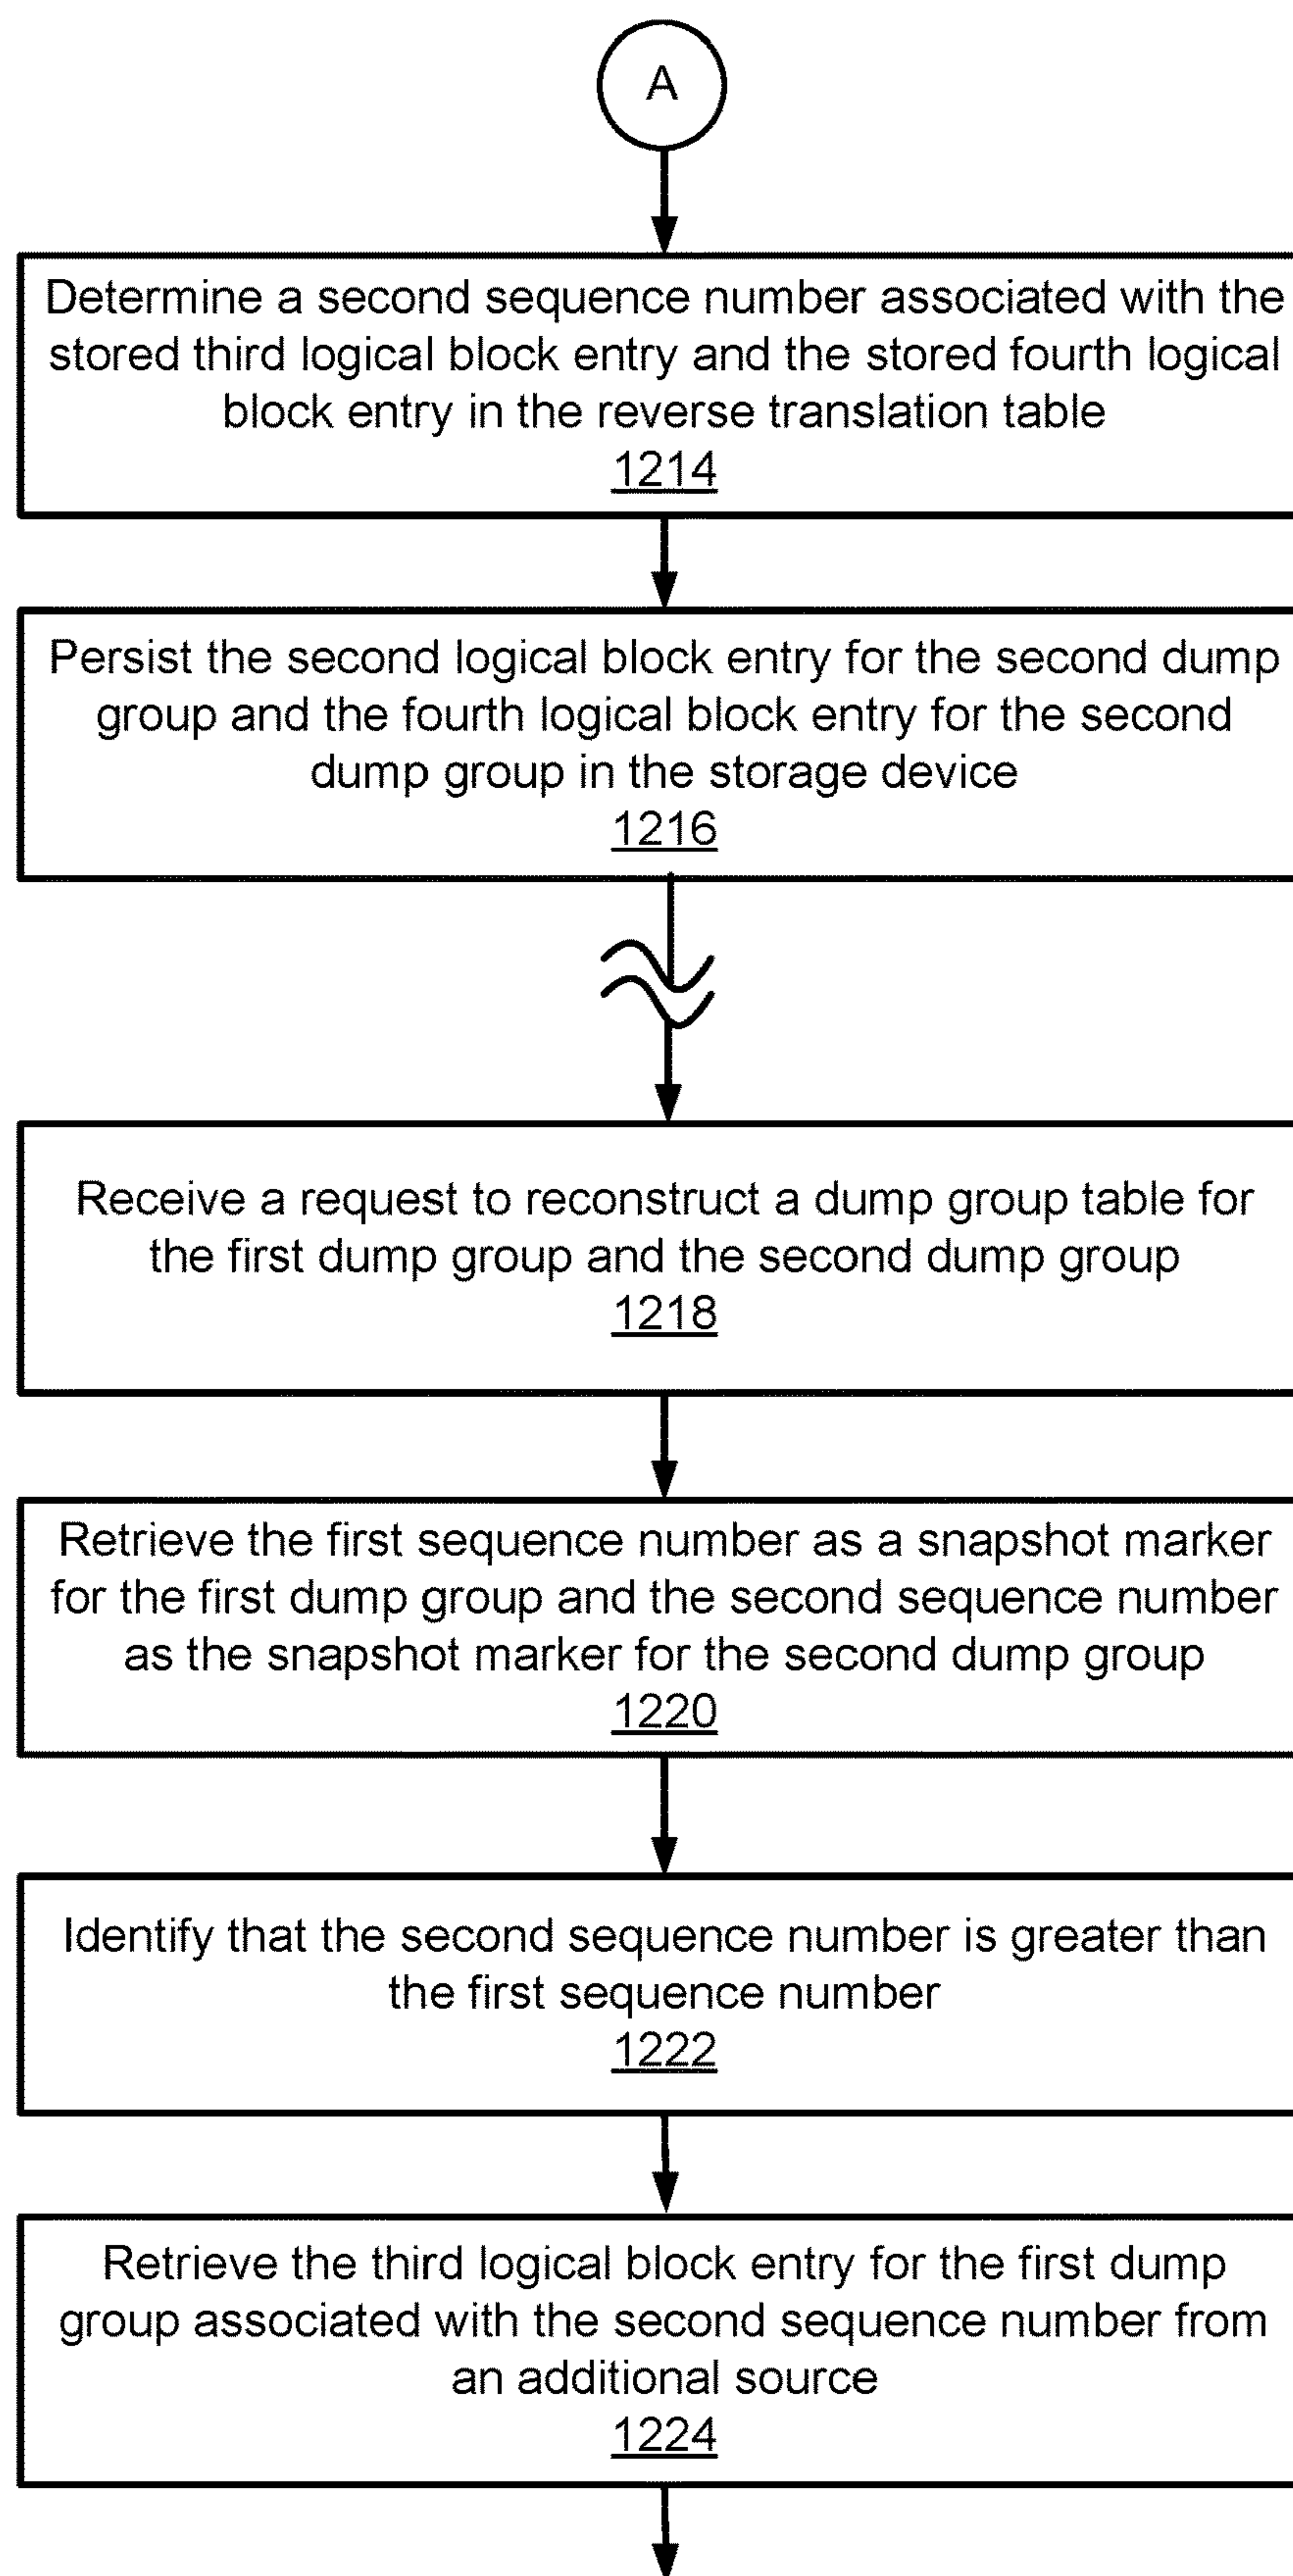 A
Determine a second sequence number associated with the
stored third logical block entry and the stored fourth logical
block entry in the reverse translation table
1214
Persist the second logical block entry for the second dump
group and the fourth logical block entry for the second
dump group in the storage device
1216
Receive a request to reconstruct a dump group table for
the first dump group and the second dump group
1218
Retrieve the first sequence number as a snapshot marker
for the first dump group and the second sequence number
as the snapshot marker for the second dump group
1220
Identify that the second sequence number is greater than
the first sequence number
1222
Retrieve the third logical block entry for the first dump
group associated with the second sequence number from
an additional source
1224